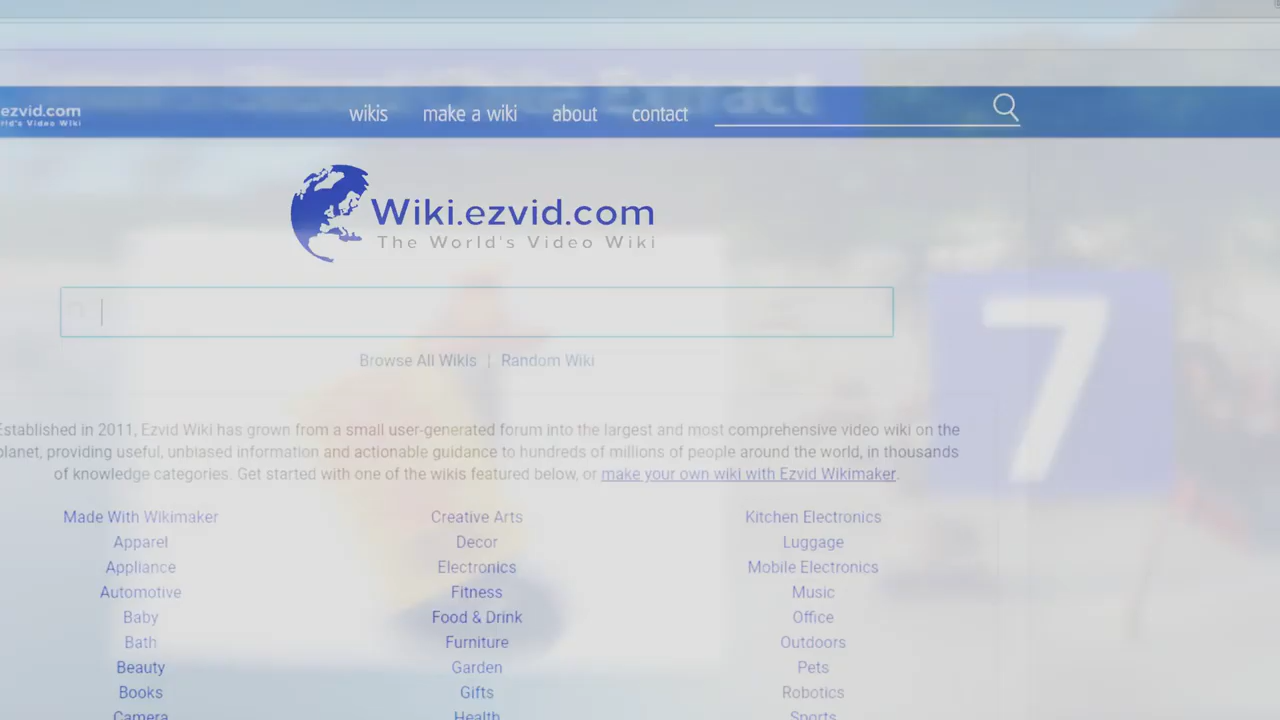 ezvid.com
wikis make a wiki about contact
Extract
Wiki.ezvid.com
The World's Video Wiki
7
Browse All Wikis | Random Wiki
Established in 2011, Ezvid Wiki has grown from a small user-generated forum into the largest and most comprehensive video wiki on the
planet, providing useful, unbiased information and actionable guidance to hundreds of millions of people around the world, in thousands
of knowledge categories. Get started with one of the wikis featured below, or make your own wiki with Ezvid Wikimaker.
Made With Wikimaker Creative Arts Kitchen Electronics
Apparel Decor Luggage
Appliance Electronics Mobile Electronics
Automotive Fitness Music
Baby Food & Drink Office
Bath Furniture Outdoors
Beauty Garden Pets
Books Gifts Robotics
Camera Health Sports